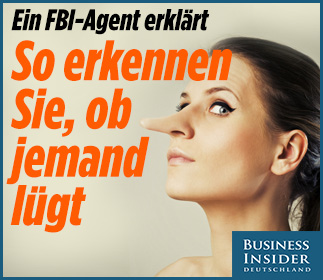 Ein FBI-Agent erklärt
So erkennen
Sie, ob
jemand
lügt
BUSINESS
INSIDER
DEUTSCHLAND